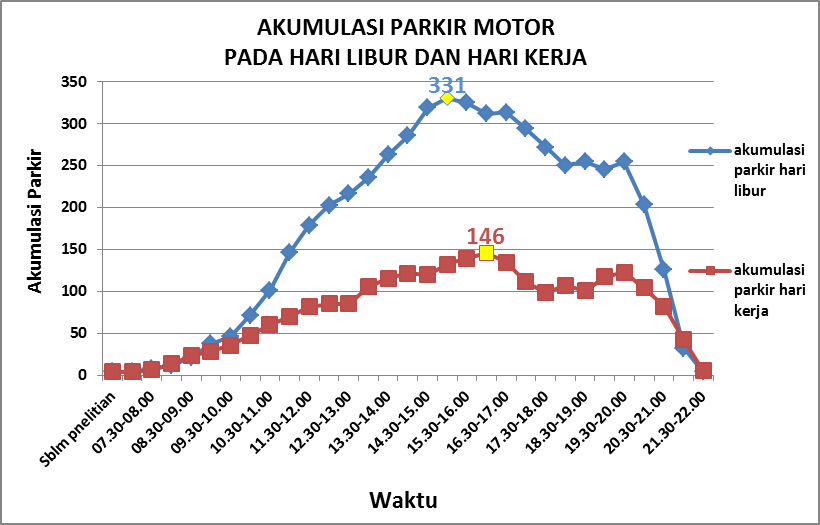 AKUMULASI PARKIR MOTOR
PADA HARI LIBUR DAN HARI KERJA
Akumulasi Parkir
350
300
250
200
150
100
50
0
331
146
akumulasi
parkir hari
libur
akumulasi
parkir hari
kerja
Sblm pnelitian
07.30-08.00
08.30-09.00
09.30-10.00
10.30-11.00
11.30-12.00
12.30-13.00
13.30-14.00
14.30-15.00
15.30-16.00
16.30-17.00
17.30-18.00
18.30-19.00
19.30-20.00
20.30-21.00
21.30-22.00
Waktu